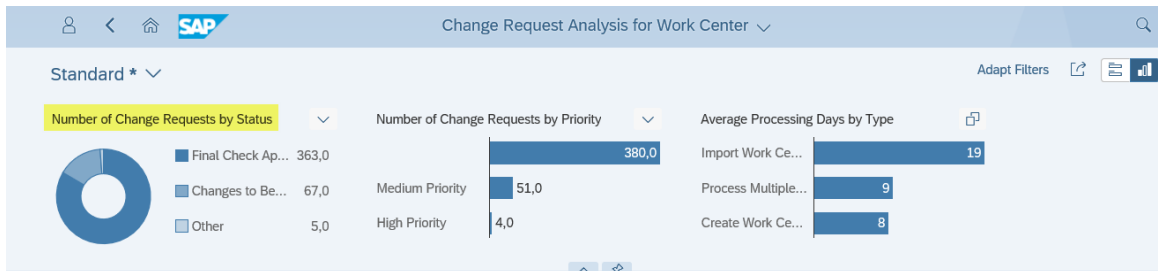 SAP
Change Request Analysis for Work Center
Standard *
Adapt Filters
Number of Change Requests by Status
Final Check Ap... 363,0
Changes to Be... 67,0
Other 5,0
Number of Change Requests by Priority
380,0
Medium Priority 51,0
High Priority 4,0
Average Processing Days by Type
Import Work Ce... 19
Process Multiple... 9
Create Work Ce... 8